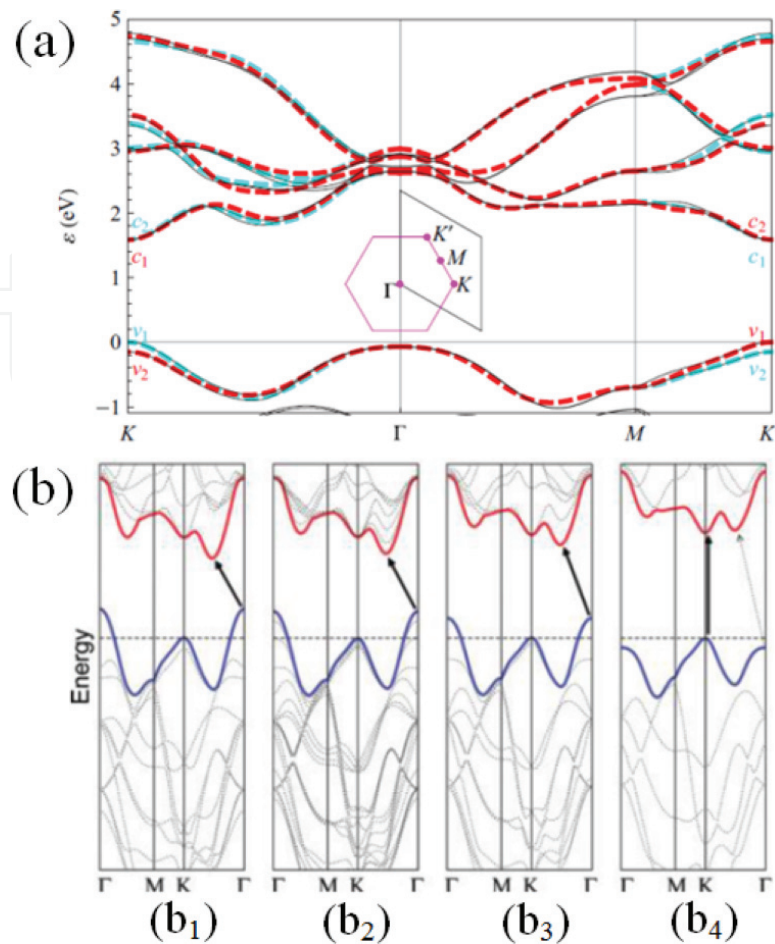 (a)
5
4
3
2
1
0
−1
ε (eV)
c2
c1
v1
v2
c2
c1
v1
v2
K′
M
Γ
K
K Γ M K
(b)
Energy
Γ M K Γ Γ M K Γ Γ M K Γ Γ M K Γ
(b1) (b2) (b3) (b4)